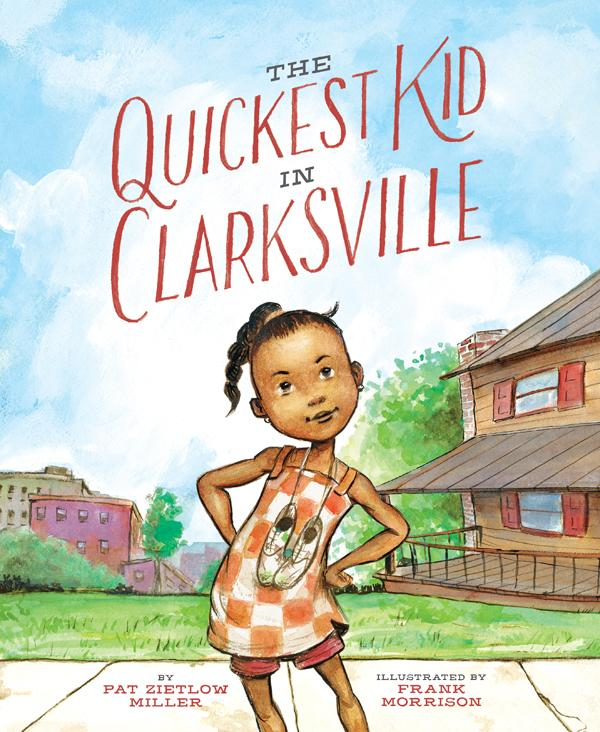 THE
QUICKEST KID
IN
CLARKSVILLE
BY
PAT ZIETLOW
MILLER
ILLUSTRATED BY
FRANK
MORRISON